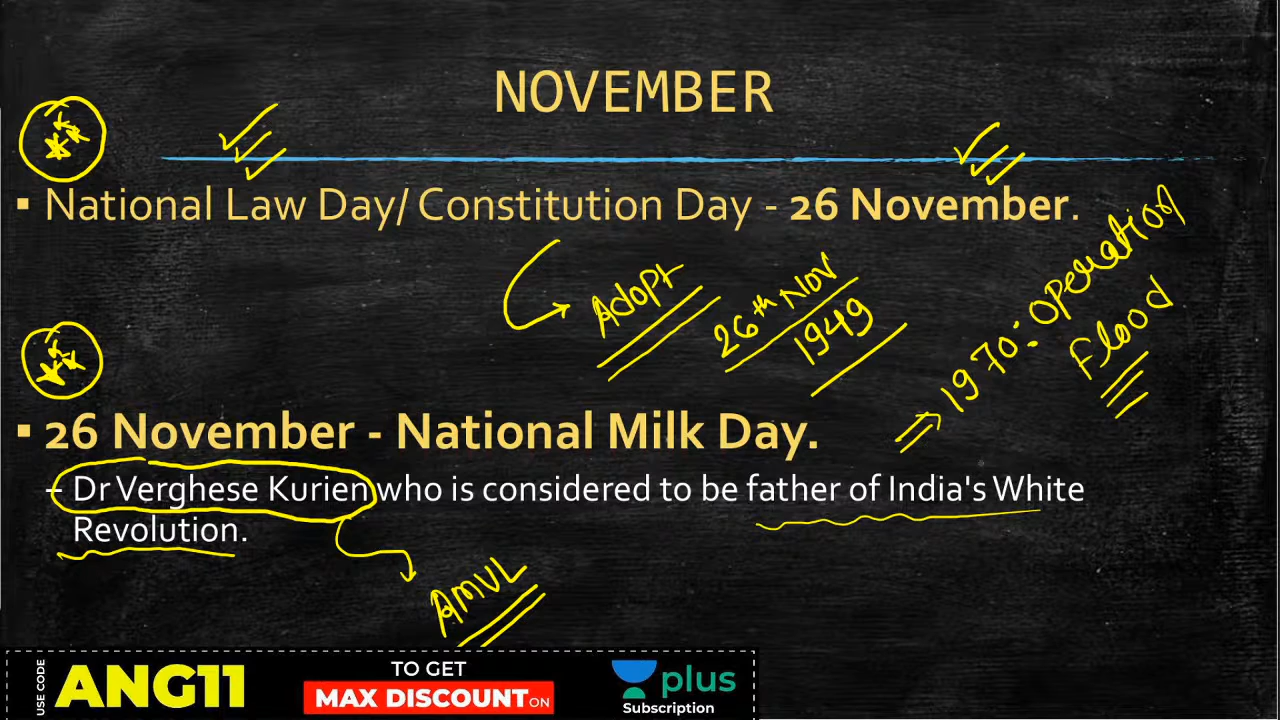 NOVEMBER
▪ National Law Day/ Constitution Day - 26 November.
Adopt
26th Nov
1949
1970: Operation
Flood
▪ 26 November - National Milk Day.
– Dr Verghese Kurien who is considered to be father of India's White
Revolution.
AMUL
USE CODE
ANG11
TO GET
MAX DISCOUNT ON
plus
Subscription